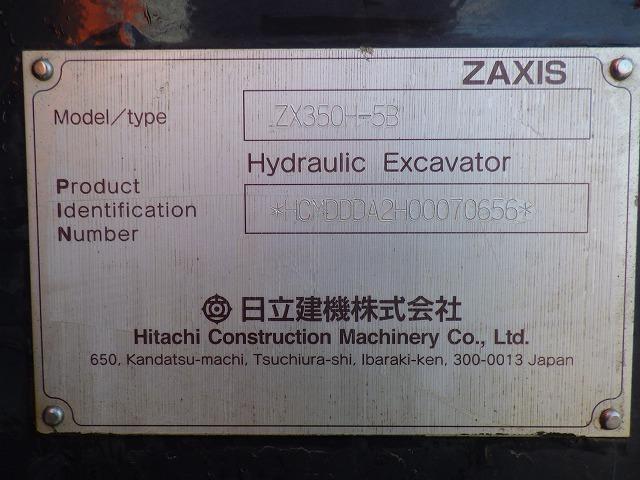 ZAXIS
Model/type ZX350H-5B
Hydraulic Excavator
Product
Identification
Number
*HCMDDDA2H00070656*
日立建機株式会社
Hitachi Construction Machinery Co., Ltd.
650, Kandatsu-machi, Tsuchiura-shi, Ibaraki-ken, 300-0013 Japan